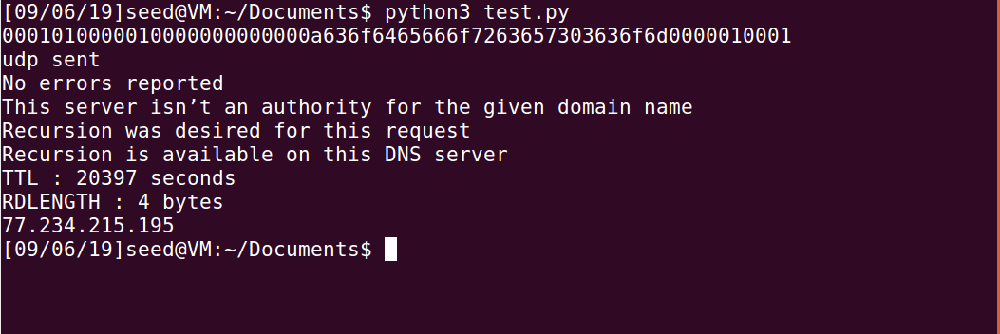 [09/06/19]seed@VM:~/Documents$ python3 test.py
0001010000010000000000000a636f6465666f7263657303636f6d0000010001
udp sent
No errors reported
This server isn’t an authority for the given domain name
Recursion was desired for this request
Recursion is available on this DNS server
TTL : 20397 seconds
RDLENGTH : 4 bytes
77.234.215.195
[09/06/19]seed@VM:~/Documents$